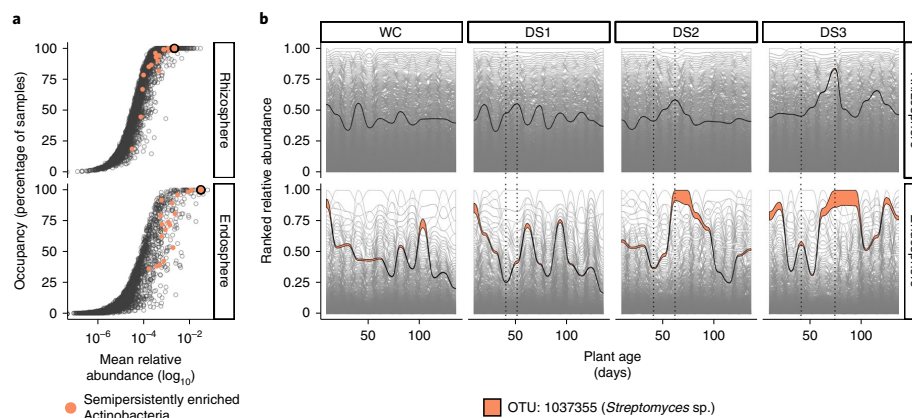 a
b
WC
DS1
DS2
DS3
Occupancy (percentage of samples)
100
75
50
25
0
Rhizosphere
100
75
50
25
0
Endosphere
10⁻⁶
10⁻⁴
10⁻²
Mean relative
abundance (log₁₀)
Semipersistently enriched
Actinobacteria
Ranked relative abundance
1.00
0.75
0.50
0.25
0
1.00
0.75
0.50
0.25
0
50
100
50
100
50
100
50
100
Plant age
(days)
OTU: 1037355 (Streptomyces sp.)